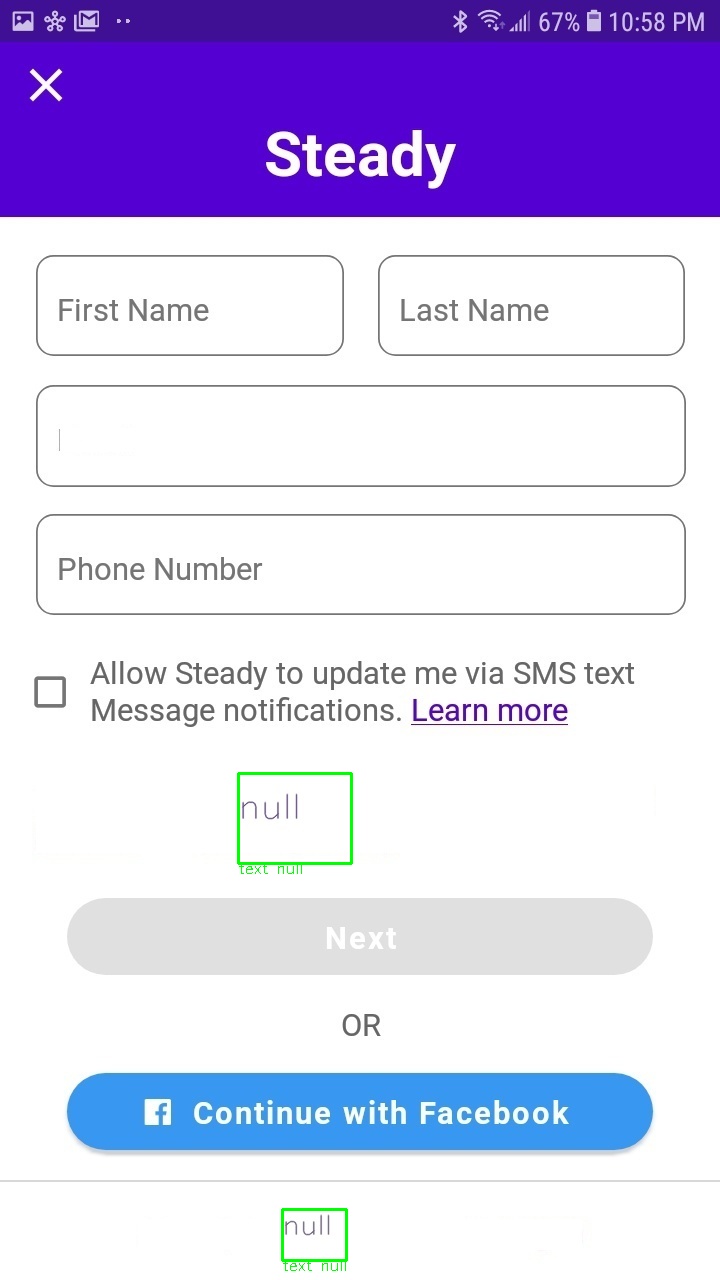 67% 10:58 PM
Steady
First Name
Last Name
Phone Number
Allow Steady to update me via SMS text
Message notifications. Learn more
null
text null
Next
OR
Continue with Facebook
null
text null